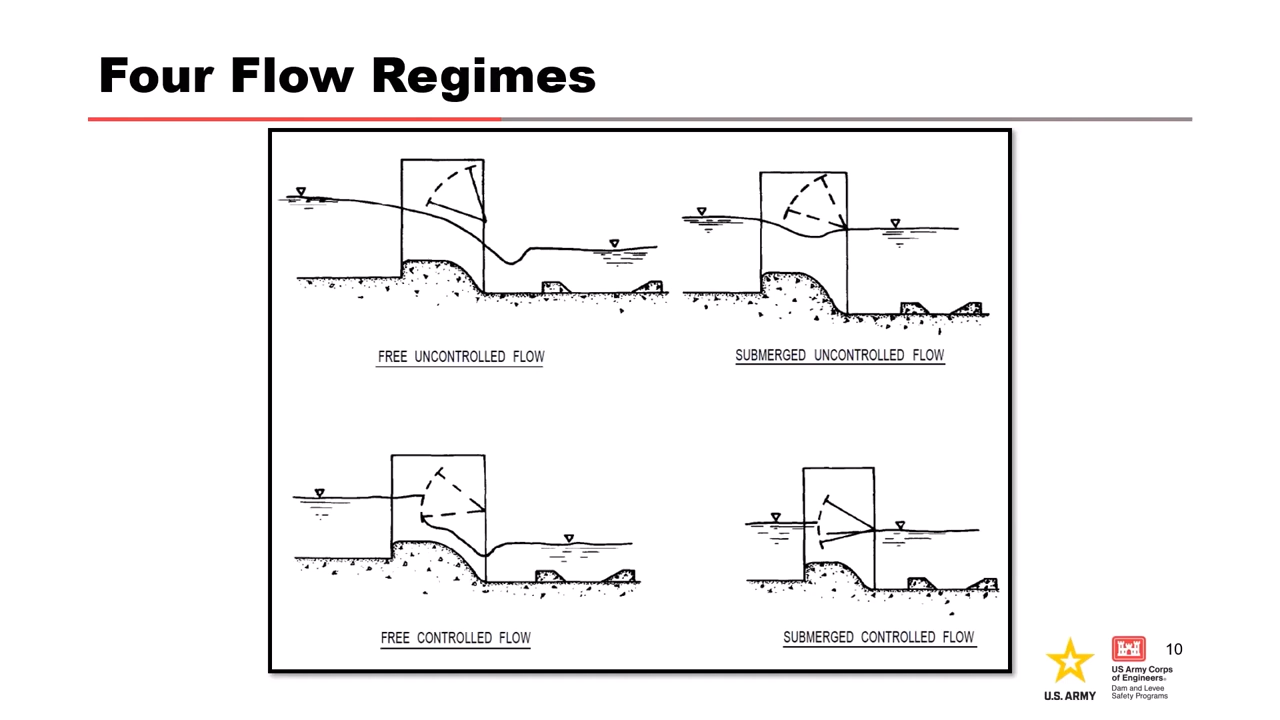 Four Flow Regimes
FREE UNCONTROLLED FLOW
SUBMERGED UNCONTROLLED FLOW
FREE CONTROLLED FLOW
SUBMERGED CONTROLLED FLOW
U.S. ARMY
US Army Corps
of Engineers®
Dam and Levee
Safety Programs
10